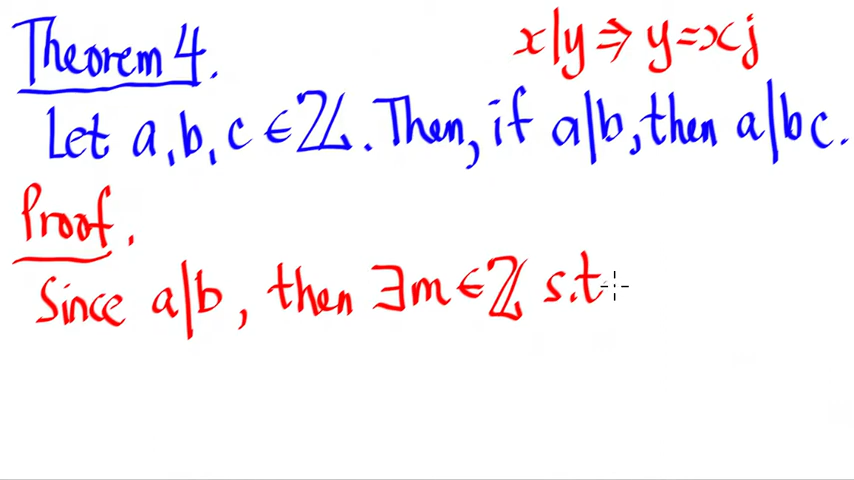 Theorem 4.
x|y ⇒ y=xj
Let a, b, c ∈ ℤ. Then, if a|b, then a|bc.
Proof.
Since a|b, then ∃m ∈ ℤ s.t